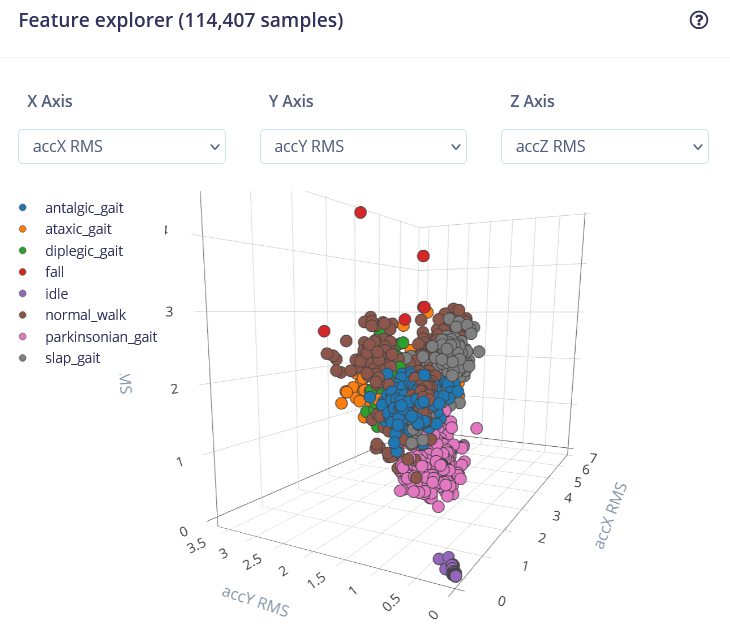 Feature explorer (114,407 samples)
X Axis
Y Axis
Z Axis
accX RMS
accY RMS
accZ RMS
antalgic_gait
ataxic_gait
diplegic_gait
fall
idle
normal_walk
parkinsonian_gait
slap_gait
4
3
2
1
0
MS
3.5
3
2.5
2
1.5
1
0.5
0
accY RMS
7
6
5
4
3
2
1
0
accX RMS